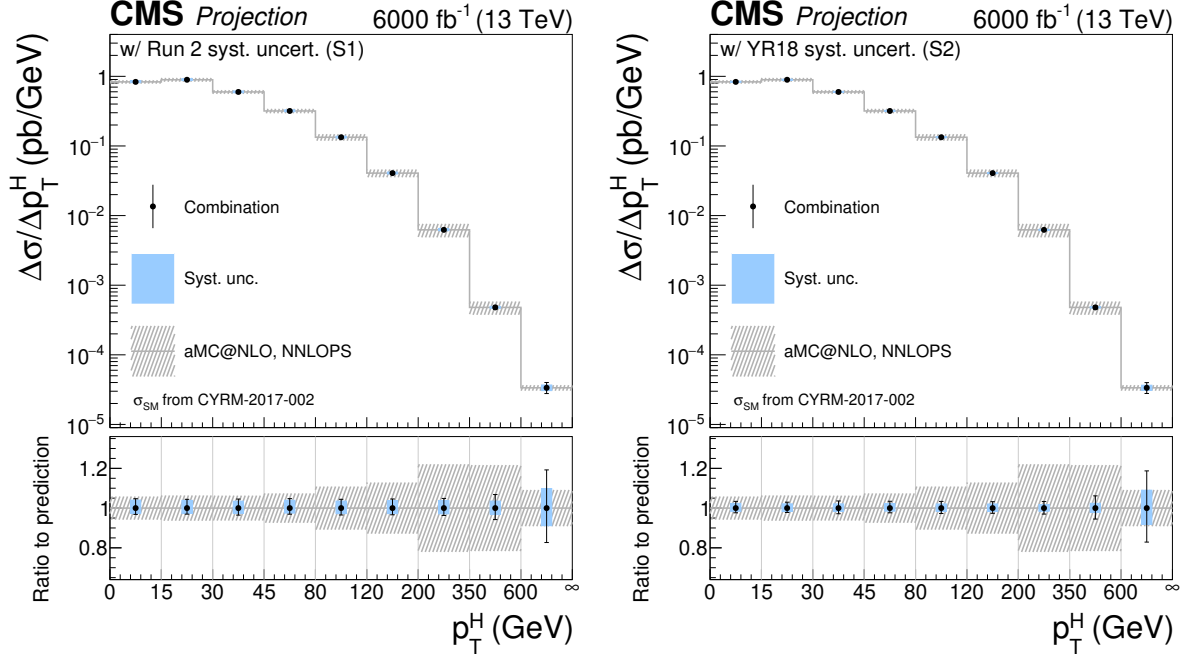 CMS Projection 6000 fb⁻¹ (13 TeV)
w/ Run 2 syst. uncert. (S1)
Δσ/Δp_T^H (pb/GeV)
1
10⁻¹
10⁻²
10⁻³
10⁻⁴
10⁻⁵
Combination
Syst. unc.
aMC@NLO, NNLOPS
σ_SM from CYRM-2017-002
Ratio to prediction
1.2
1
0.8
0 15 30 45 80 120 200 350 600 ∞
p_T^H (GeV)
CMS Projection 6000 fb⁻¹ (13 TeV)
w/ YR18 syst. uncert. (S2)
Δσ/Δp_T^H (pb/GeV)
1
10⁻¹
10⁻²
10⁻³
10⁻⁴
10⁻⁵
Combination
Syst. unc.
aMC@NLO, NNLOPS
σ_SM from CYRM-2017-002
Ratio to prediction
1.2
1
0.8
0 15 30 45 80 120 200 350 600 ∞
p_T^H (GeV)